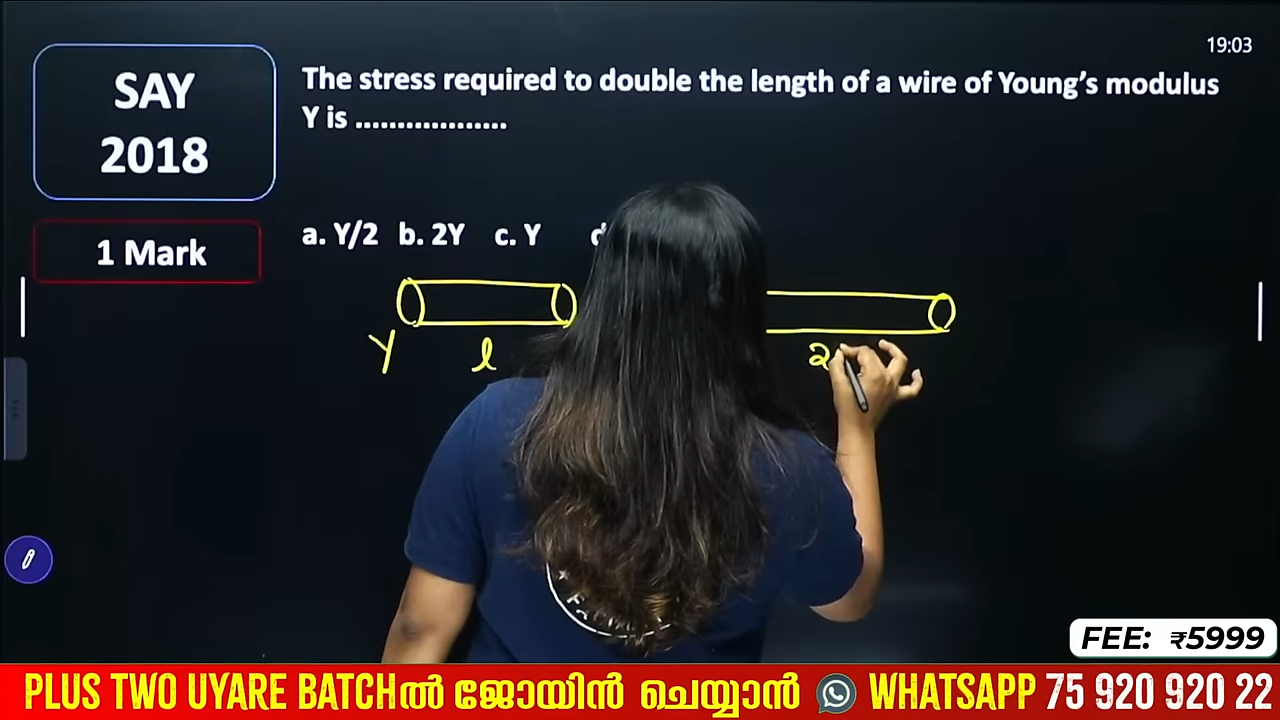 19:03
SAY
2018
The stress required to double the length of a wire of Young's modulus
Y is ..................
1 Mark
a. Y/2 b. 2Y c. Y
Y
l
2
FEE: ₹5999
PLUS TWO UYARE BATCHൽ ജോയിൻ ചെയ്യാൻ WHATSAPP 75 920 920 22